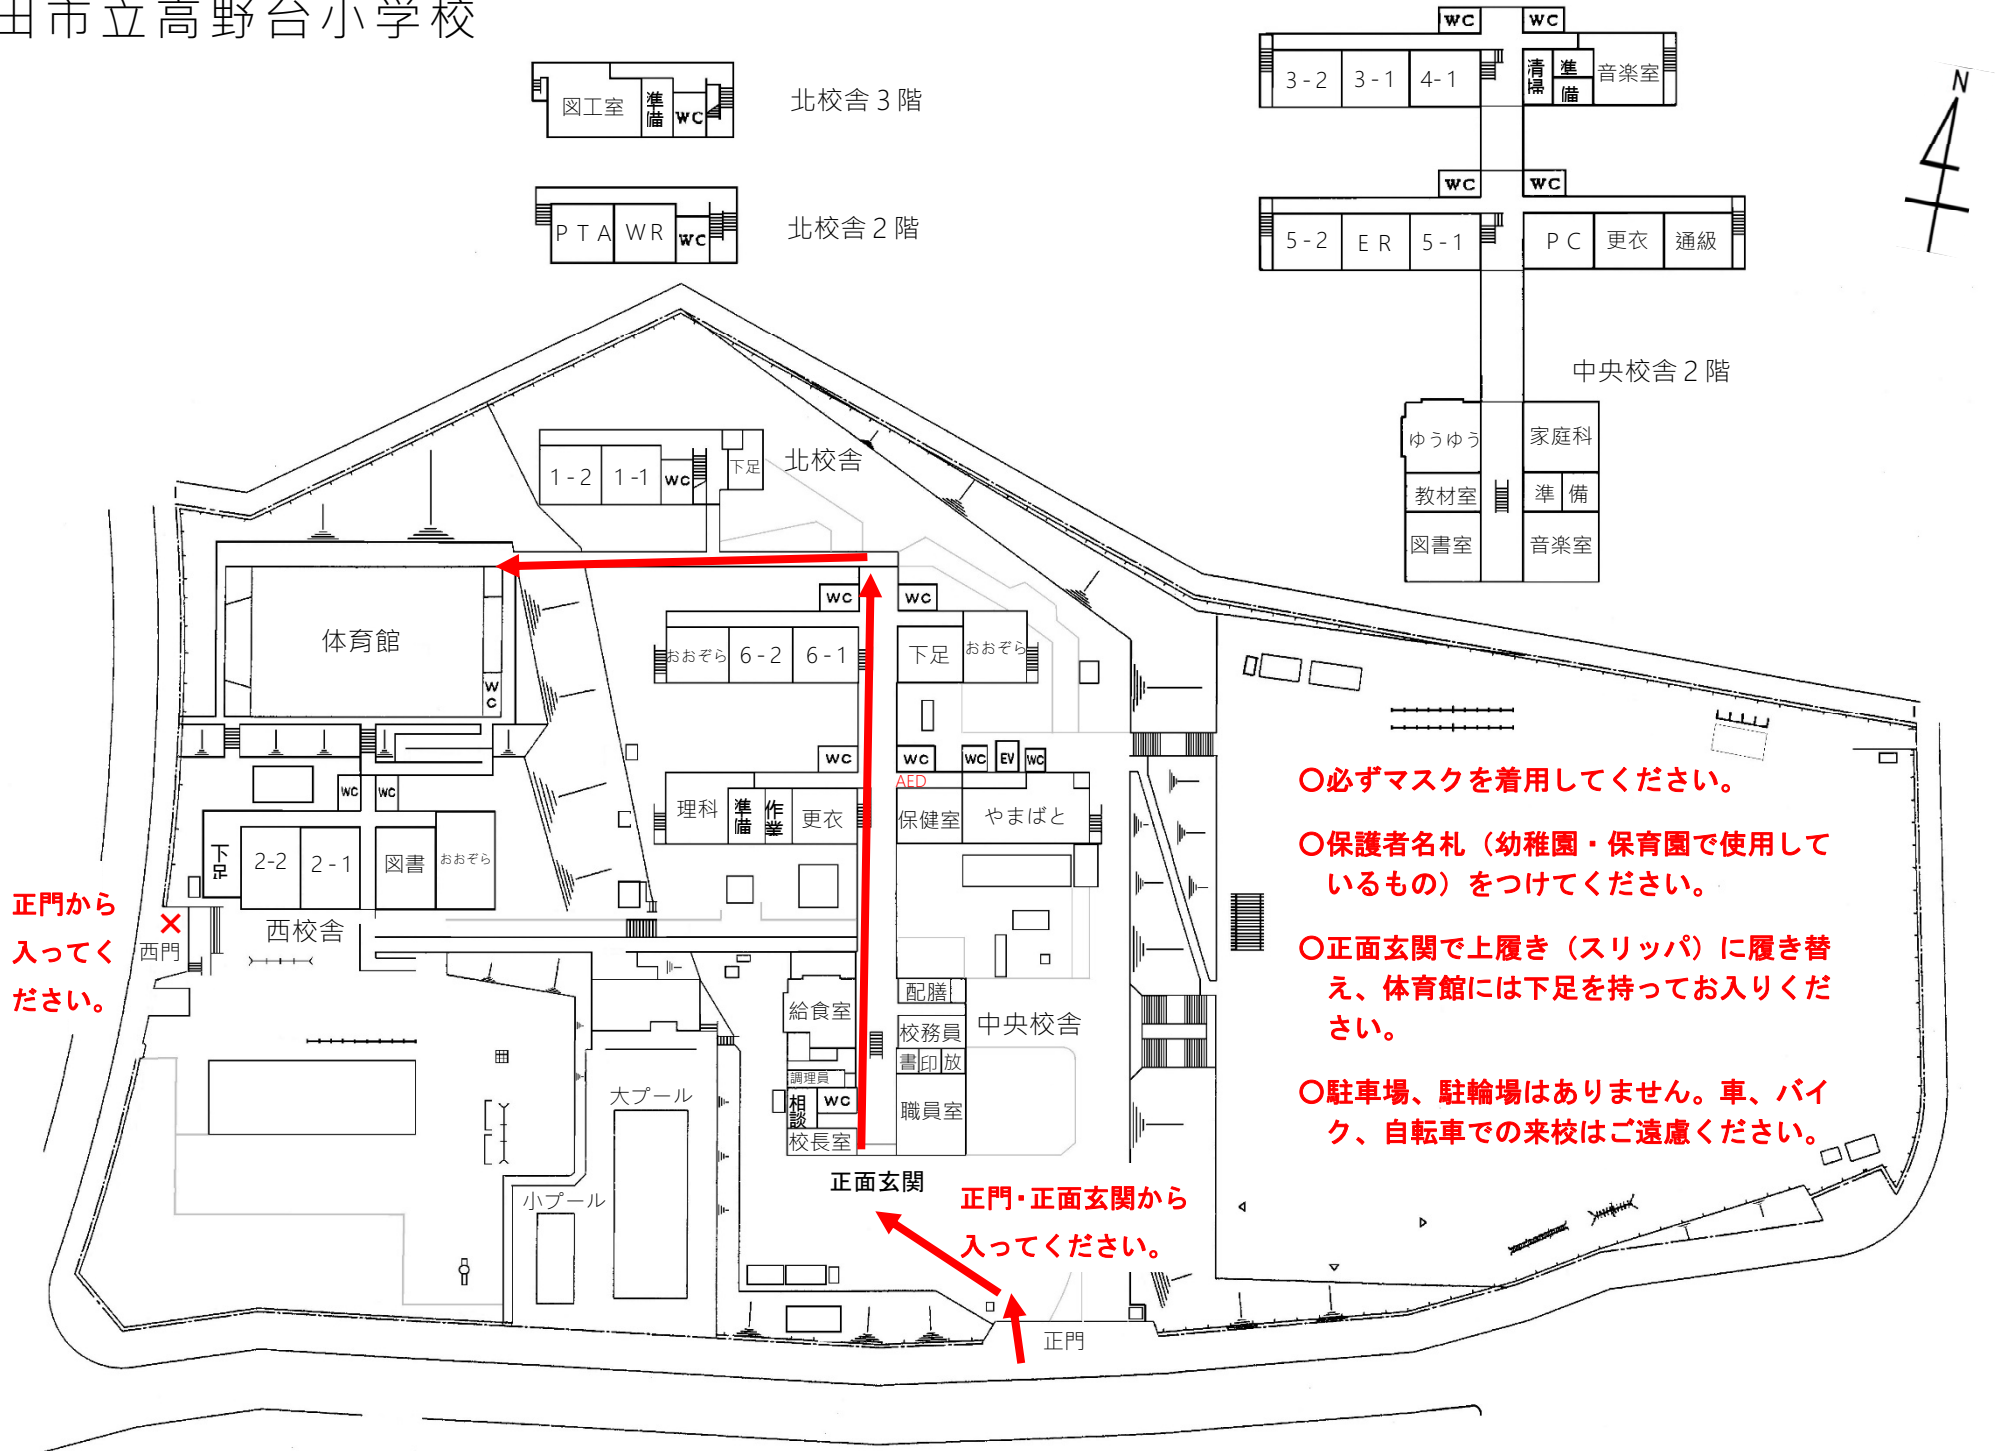 田市立高野台小学校
図工室
準備
WC
北校舎３階
ＰＴＡ
WR
WC
北校舎２階
WC
WC
3-2
3-1
4-1
清掃
準備
音楽室
N
WC
WC
5-2
ＥＲ
5-1
ＰＣ
更衣
通級
中央校舎２階
ゆうゆう
家庭科
教材室
準
備
図書室
音楽室
1-2
1-1
WC
下足
北校舎
体育館
WC
WC
WC
おおぞら
6-2
6-1
下足
おおぞら
WC
WC
WC
EV
WC
AED
理科
準備
作業
更衣
保健室
やまばと
WC
WC
下足
2-2
2-1
図書
おおぞら
西校舎
西門
×
正門から
入ってく
ださい。
給食室
配膳
校務員
中央校舎
書
印
放
調理員
相談
WC
職員室
校長室
大プール
小プール
正面玄関
正門・正面玄関から
入ってください。
正門
○必ずマスクを着用してください。
○保護者名札（幼稚園・保育園で使用して
いるもの）をつけてください。
○正面玄関で上履き（スリッパ）に履き替
え、体育館には下足を持ってお入りくだ
さい。
○駐車場、駐輪場はありません。車、バイ
ク、自転車での来校はご遠慮ください。